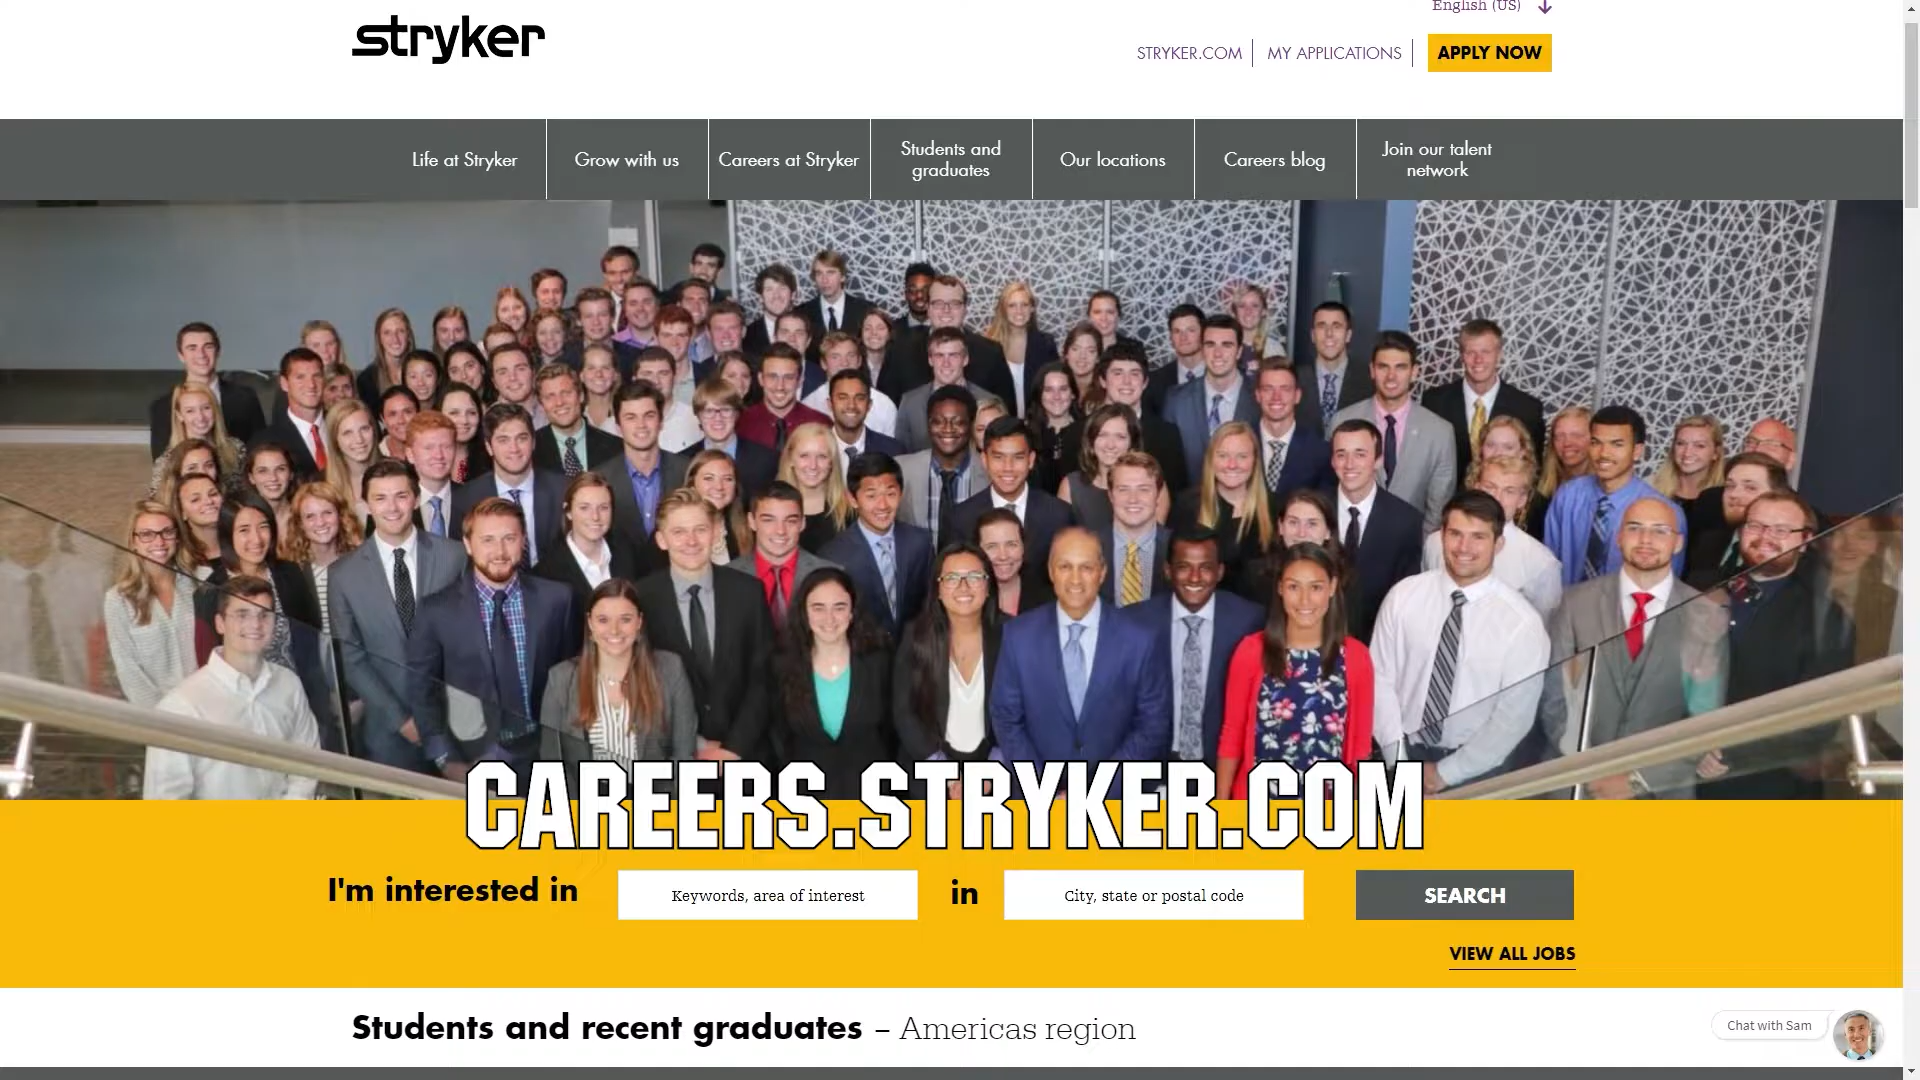 English (US)
stryker
STRYKER.COM
MY APPLICATIONS
APPLY NOW
Life at Stryker
Grow with us
Careers at Stryker
Students and
graduates
Our locations
Careers blog
Join our talent
network
CAREERS.STRYKER.COM
I'm interested in
Keywords, area of interest
in
City, state or postal code
SEARCH
VIEW ALL JOBS
Students and recent graduates – Americas region
Chat with Sam